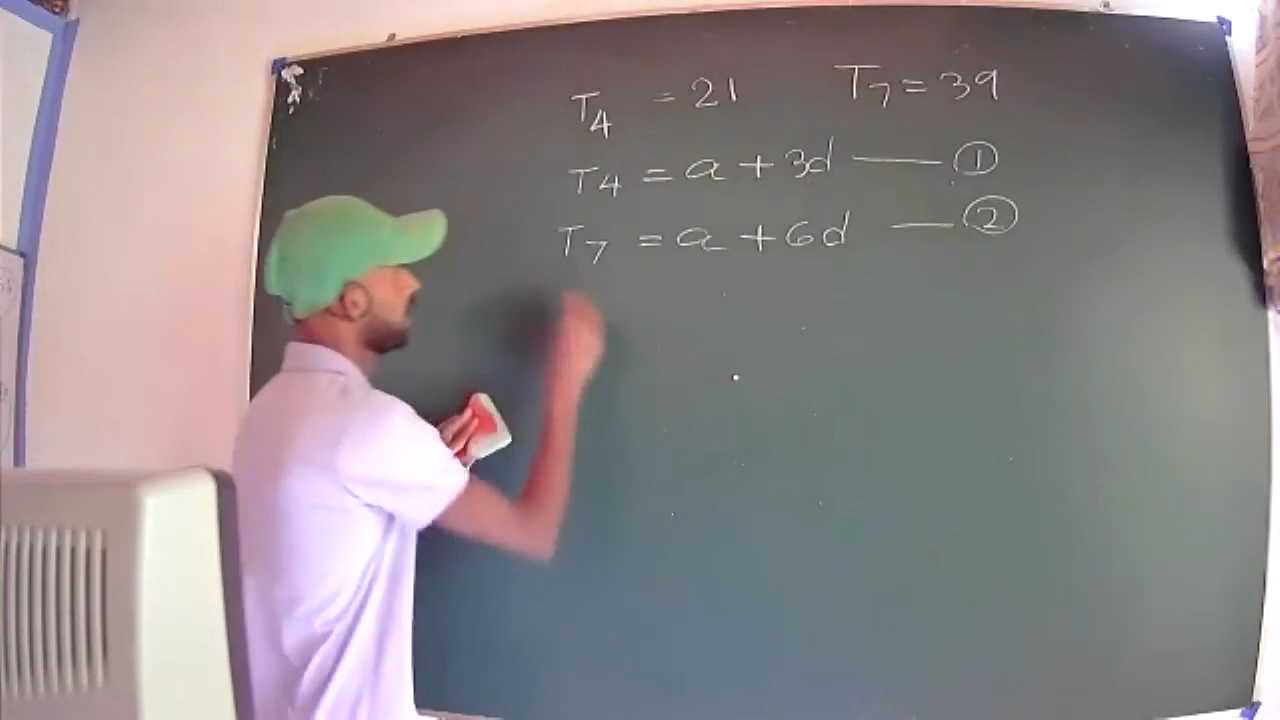 T4 = 21 T7 = 39
T4 = a + 3d —— ①
T7 = a + 6d — ②